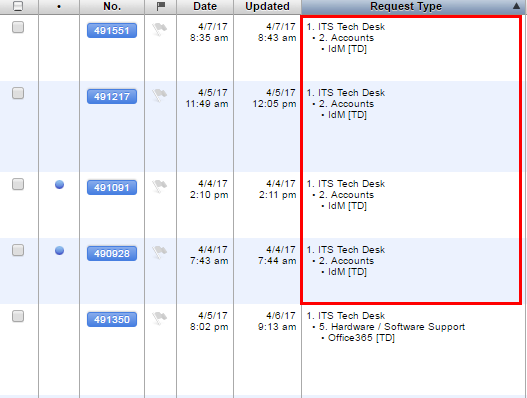 No. Date Updated Request Type
491551 4/7/17 4/7/17 1. ITS Tech Desk
8:35 am 8:43 am • 2. Accounts
• IdM [TD]
491217 4/5/17 4/5/17 1. ITS Tech Desk
11:49 am 12:05 pm • 2. Accounts
• IdM [TD]
491091 4/4/17 4/4/17 1. ITS Tech Desk
2:10 pm 2:11 pm • 2. Accounts
• IdM [TD]
490928 4/4/17 4/4/17 1. ITS Tech Desk
7:43 am 7:44 am • 2. Accounts
• IdM [TD]
491350 4/5/17 4/6/17 1. ITS Tech Desk
8:02 pm 9:13 am • 5. Hardware / Software Support
• Office365 [TD]